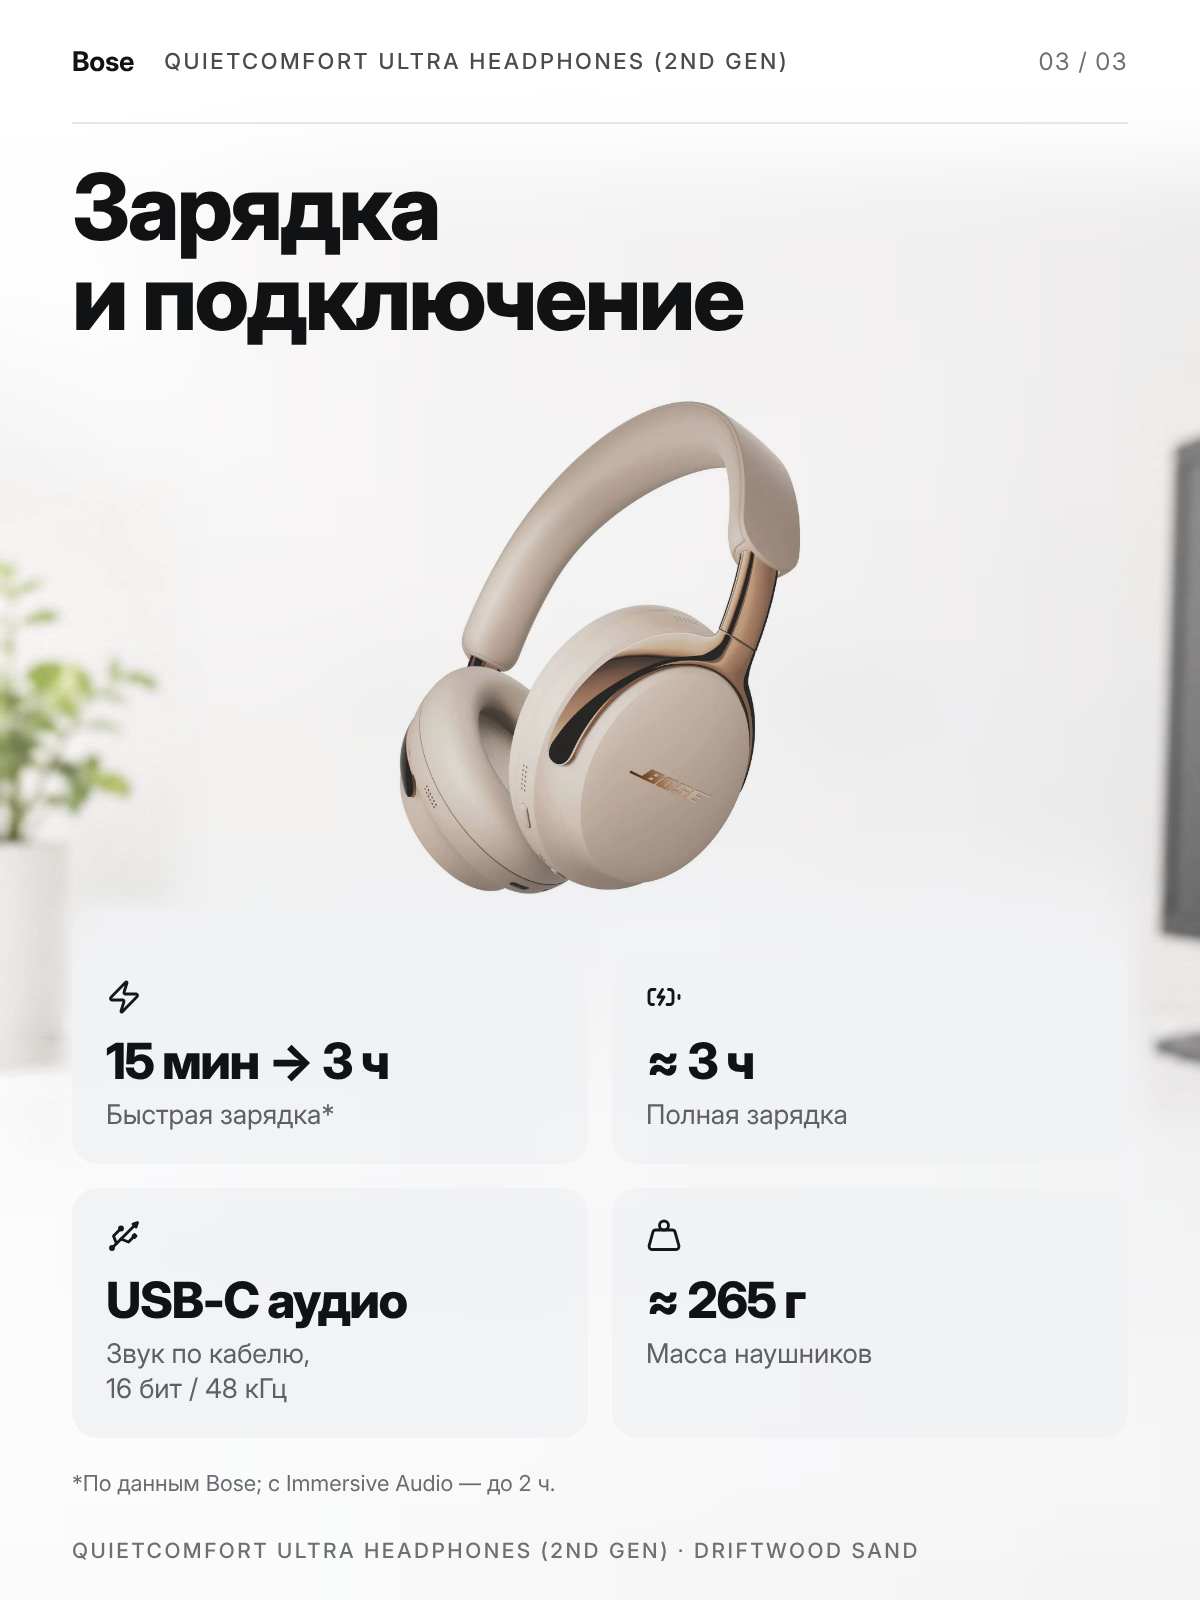 Bose QUIETCOMFORT ULTRA HEADPHONES (2ND GEN) 03 / 03
Зарядка
и подключение
BOSE
15 мин → 3 ч
Быстрая зарядка*
≈ 3 ч
Полная зарядка
USB-C аудио
Звук по кабелю,
16 бит / 48 кГц
≈ 265 г
Масса наушников
*По данным Bose; с Immersive Audio — до 2 ч.
QUIETCOMFORT ULTRA HEADPHONES (2ND GEN) · DRIFTWOOD SAND